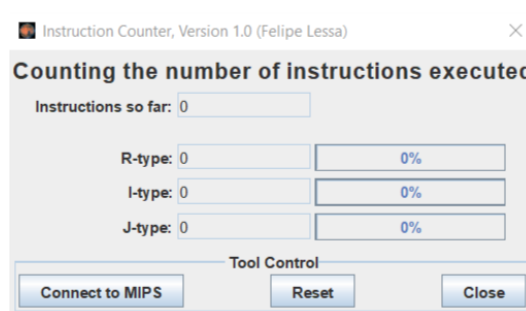 Instruction Counter, Version 1.0 (Felipe Lessa)
Counting the number of instructions executed
Instructions so far: 0
R-type: 0 0%
I-type: 0 0%
J-type: 0 0%
Tool Control
Connect to MIPS Reset Close